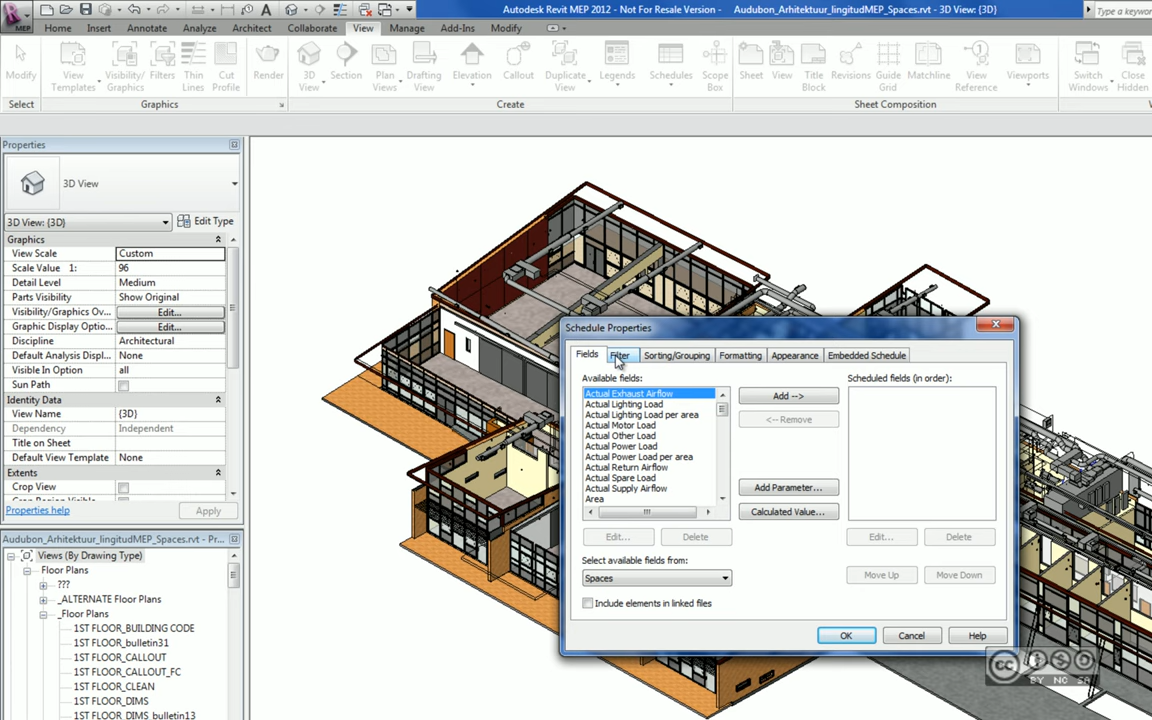 Autodesk Revit MEP 2012 - Not For Resale Version - Audubon_Arhitektuur_lingitudMEP_Spaces.rvt - 3D View: {3D}
Type a keyword
MEP
Home Insert Annotate Analyze Architect Collaborate View Manage Add-Ins Modify
Modify View Templates Visibility/ Graphics Filters Thin Lines Cut Profile Render 3D View Section Plan Views Drafting View Elevation Callout Duplicate View Legends Schedules Scope Box Sheet View Title Block Revisions Guide Grid Matchline View Reference Viewports Switch Windows Close Hidden
Select Graphics Create Sheet Composition
Properties
3D View
3D View: {3D} Edit Type
Graphics
View Scale Custom
Scale Value 1: 96
Detail Level Medium
Parts Visibility Show Original
Visibility/Graphics Ov... Edit...
Graphic Display Optio... Edit...
Discipline Architectural
Default Analysis Displ... None
Visible In Option all
Sun Path
Identity Data
View Name {3D}
Dependency Independent
Title on Sheet
Default View Template None
Extents
Crop View
Properties help Apply
Audubon_Arhitektuur_lingitudMEP_Spaces.rvt - Pr...
Views (By Drawing Type)
Floor Plans
???
_ALTERNATE Floor Plans
_Floor Plans
1ST FLOOR_BUILDING CODE
1ST FLOOR_bulletin31
1ST FLOOR_CALLOUT
1ST FLOOR_CALLOUT_FC
1ST FLOOR_CLEAN
1ST FLOOR_DIMS
1ST FLOOR_DIMS_bulletin13
Schedule Properties
Fields Filter Sorting/Grouping Formatting Appearance Embedded Schedule
Available fields: Scheduled fields (in order):
Actual Exhaust Airflow
Actual Lighting Load
Actual Lighting Load per area
Actual Motor Load
Actual Other Load
Actual Power Load
Actual Power Load per area
Actual Return Airflow
Actual Spare Load
Actual Supply Airflow
Area
Add -->
<-- Remove
Add Parameter...
Calculated Value...
Edit... Delete Edit... Delete
Select available fields from:
Spaces Move Up Move Down
Include elements in linked files
OK Cancel Help
cc BY NC SA